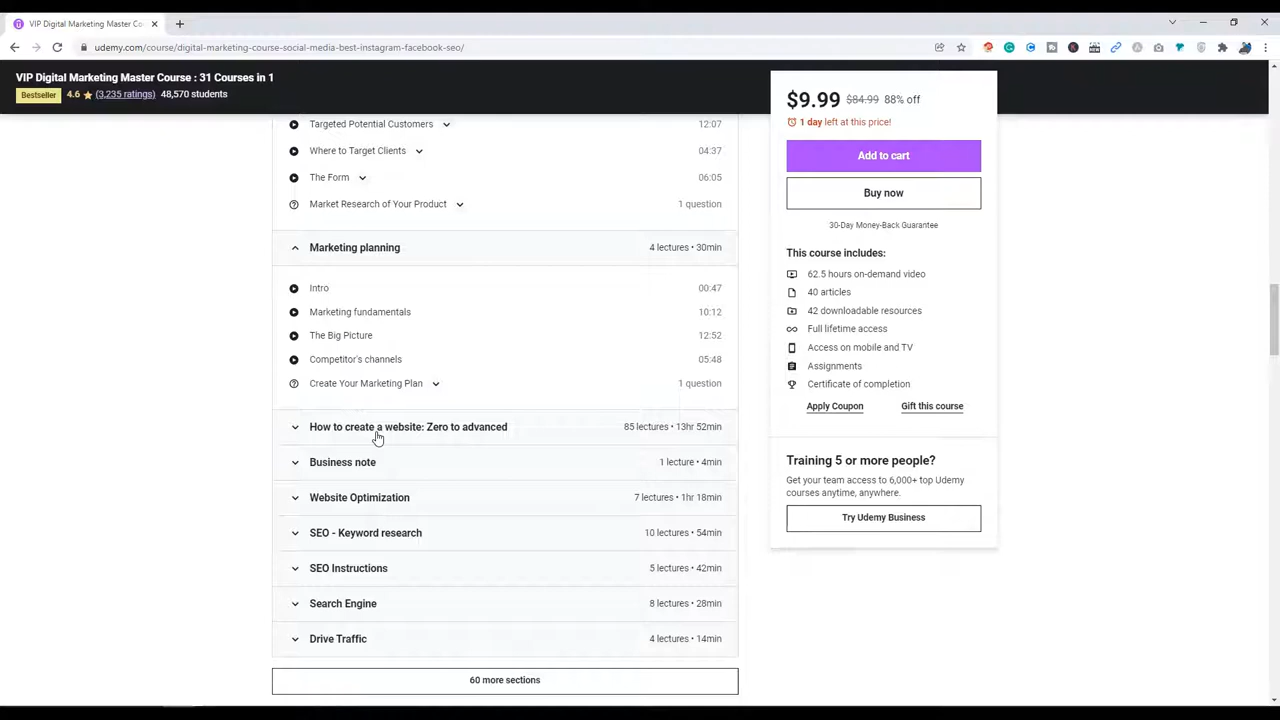 VIP Digital Marketing Master Co
udemy.com/course/digital-marketing-course-social-media-best-instagram-facebook-seo/
VIP Digital Marketing Master Course : 31 Courses in 1
Bestseller 4.6 (3,235 ratings) 48,570 students
Targeted Potential Customers 12:07
Where to Target Clients 04:37
The Form 06:05
Market Research of Your Product 1 question
Marketing planning 4 lectures • 30min
Intro 00:47
Marketing fundamentals 10:12
The Big Picture 12:52
Competitor's channels 05:48
Create Your Marketing Plan 1 question
How to create a website: Zero to advanced 85 lectures • 13hr 52min
Business note 1 lecture • 4min
Website Optimization 7 lectures • 1hr 18min
SEO - Keyword research 10 lectures • 54min
SEO Instructions 5 lectures • 42min
Search Engine 8 lectures • 28min
Drive Traffic 4 lectures • 14min
60 more sections
$9.99 $84.99 88% off
1 day left at this price!
Add to cart
Buy now
30-Day Money-Back Guarantee
This course includes:
62.5 hours on-demand video
40 articles
42 downloadable resources
Full lifetime access
Access on mobile and TV
Assignments
Certificate of completion
Apply Coupon Gift this course
Training 5 or more people?
Get your team access to 6,000+ top Udemy
courses anytime, anywhere.
Try Udemy Business